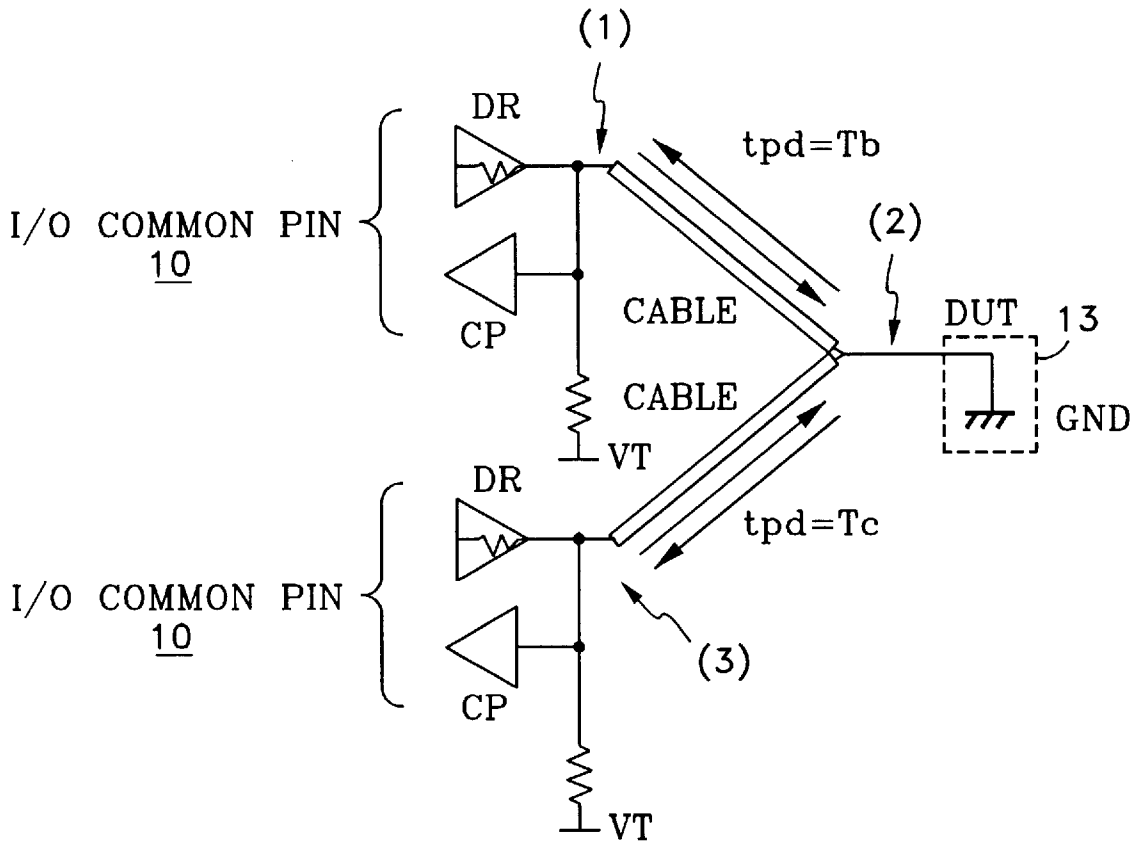 (1)
DR
tpd=Tb
I/O COMMON PIN
10
(2)
CP
CABLE
DUT
13
CABLE
GND
VT
DR
tpd=Tc
I/O COMMON PIN
10
(3)
CP
VT